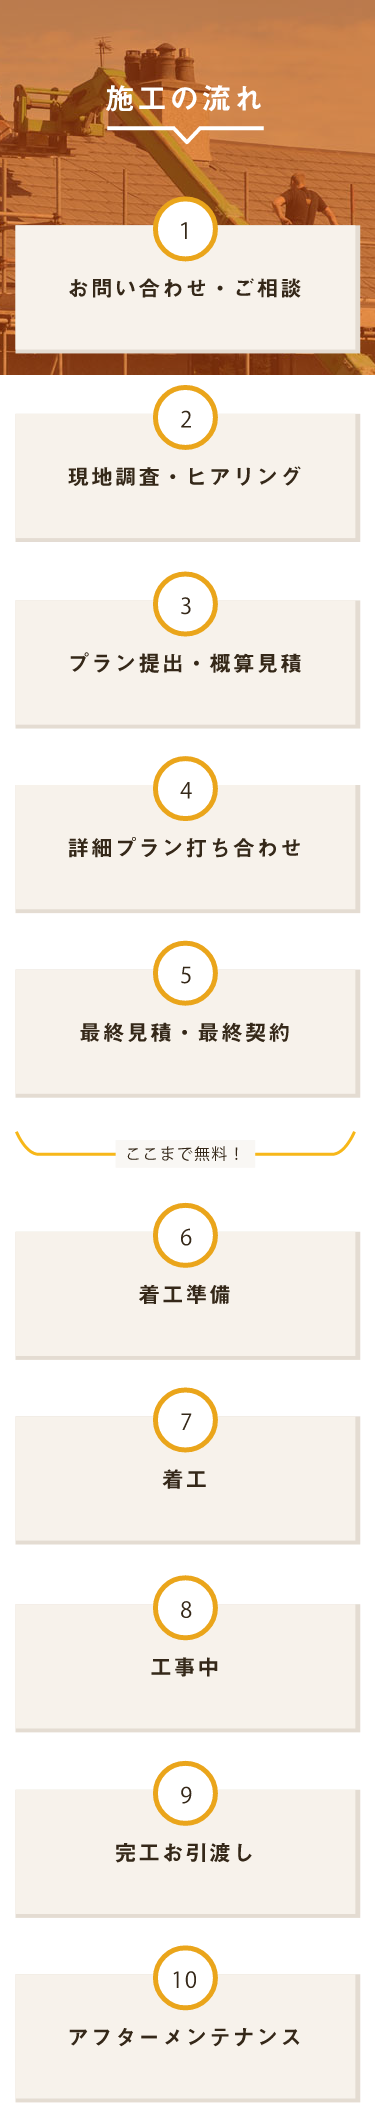 施工の流れ
1
お問い合わせ・ご相談
2
現地調査・ヒアリング
3
プラン提出・概算見積
4
詳細プラン打ち合わせ
5
最終見積・最終契約
ここまで無料！
6
着工準備
7
着工
8
工事中
9
完工お引渡し
10
アフターメンテナンス